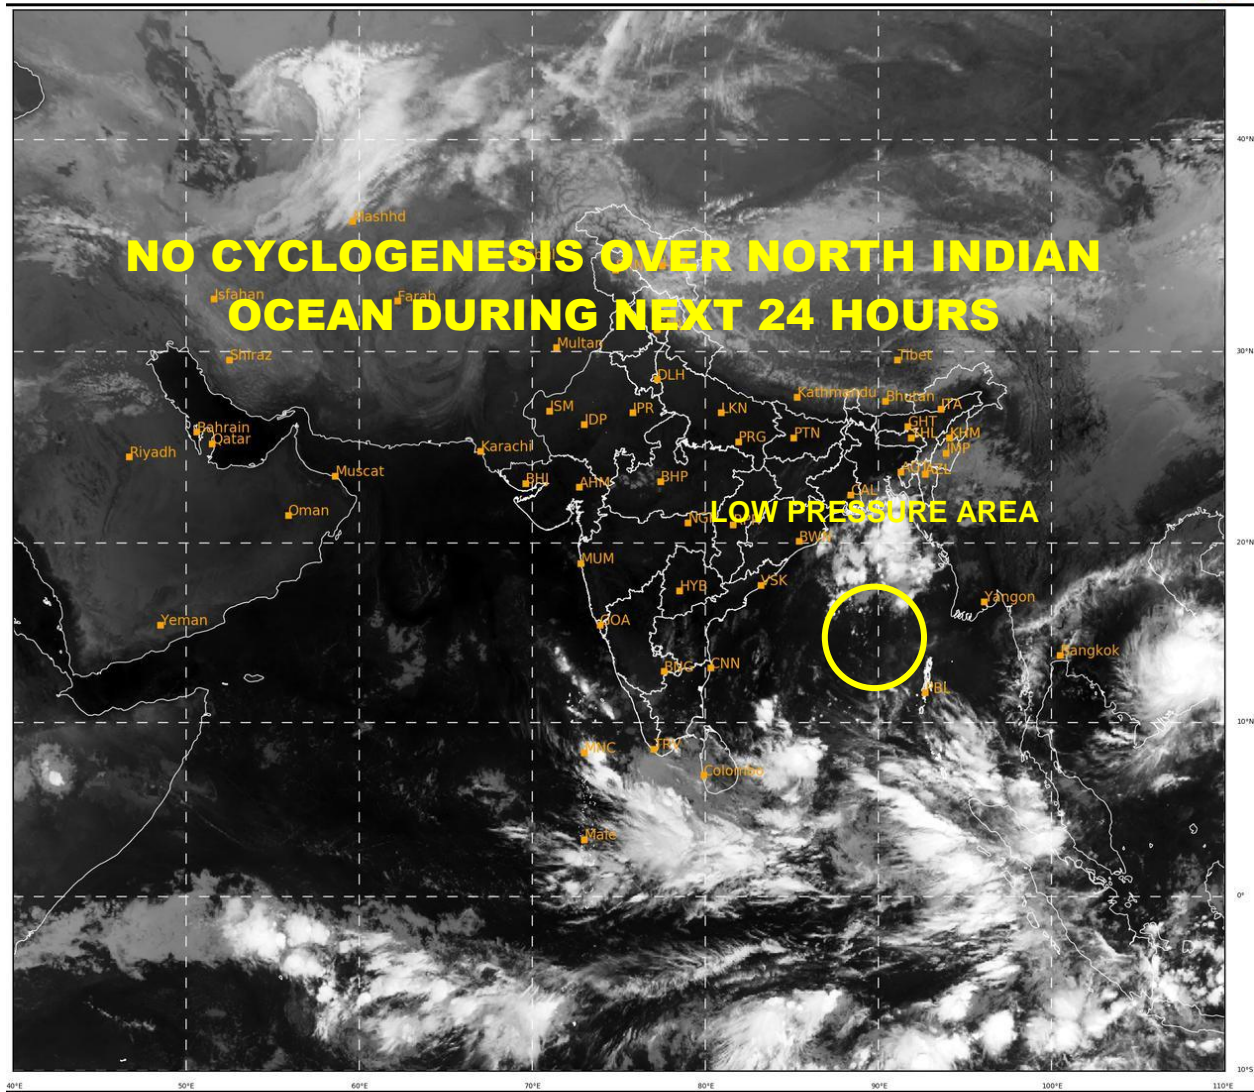 40°N
Mashhd
NO CYCLOGENESIS OVER NORTH INDIAN
Isfahan
Farah
OCEAN DURING NEXT 24 HOURS
Multan
Shiraz
Tibet
30°N
DLH
Kathmandu
Bhutan
JSM
JPR
LKN
ITA
JDP
GHT
Bahrain
Qatar
PRG
PTN
SHL
KHM
Riyadh
Karachi
IMP
Muscat
BHJ
AHM
BHP
AZL
CAL
Oman
NGP
LOW PRESSURE AREA
BWN
20°N
MUM
HYB
VSK
Yangon
Yeman
GOA
Bangkok
BNG
CNN
PBL
10°N
MNC
TRV
Colombo
Male
0°
10°S
40°E
50°E
60°E
70°E
80°E
90°E
100°E
110°E